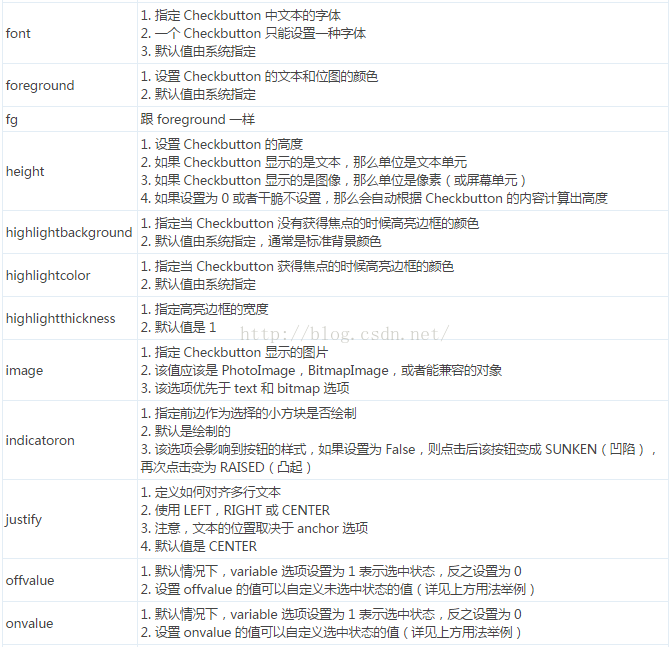 font
1. 指定 Checkbutton 中文本的字体
2. 一个 Checkbutton 只能设置一种字体
3. 默认值由系统指定
foreground
1. 设置 Checkbutton 的文本和位图的颜色
2. 默认值由系统指定
fg
跟 foreground 一样
height
1. 设置 Checkbutton 的高度
2. 如果 Checkbutton 显示的是文本，那么单位是文本单元
3. 如果 Checkbutton 显示的是图像，那么单位是像素（或屏幕单元）
4. 如果设置为 0 或者干脆不设置，那么会自动根据 Checkbutton 的内容计算出高度
highlightbackground
1. 指定当 Checkbutton 没有获得焦点的时候高亮边框的颜色
2. 默认值由系统指定，通常是标准背景颜色
highlightcolor
1. 指定当 Checkbutton 获得焦点的时候高亮边框的颜色
2. 默认值由系统指定
highlightthickness
1. 指定高亮边框的宽度
2. 默认值是 1
http://blog.csdn.net/
image
1. 指定 Checkbutton 显示的图片
2. 该值应该是 PhotoImage，BitmapImage，或者能兼容的对象
3. 该选项优先于 text 和 bitmap 选项
indicatoron
1. 指定前边作为选择的小方块是否绘制
2. 默认是绘制的
3. 该选项会影响到按钮的样式，如果设置为 False，则点击后该按钮变成 SUNKEN（凹陷），
再次点击变为 RAISED（凸起）
justify
1. 定义如何对齐多行文本
2. 使用 LEFT，RIGHT 或 CENTER
3. 注意，文本的位置取决于 anchor 选项
4. 默认值是 CENTER
offvalue
1. 默认情况下，variable 选项设置为 1 表示选中状态，反之设置为 0
2. 设置 offvalue 的值可以自定义未选中状态的值（详见上方用法举例）
onvalue
1. 默认情况下，variable 选项设置为 1 表示选中状态，反之设置为 0
2. 设置 onvalue 的值可以自定义选中状态的值（详见上方用法举例）